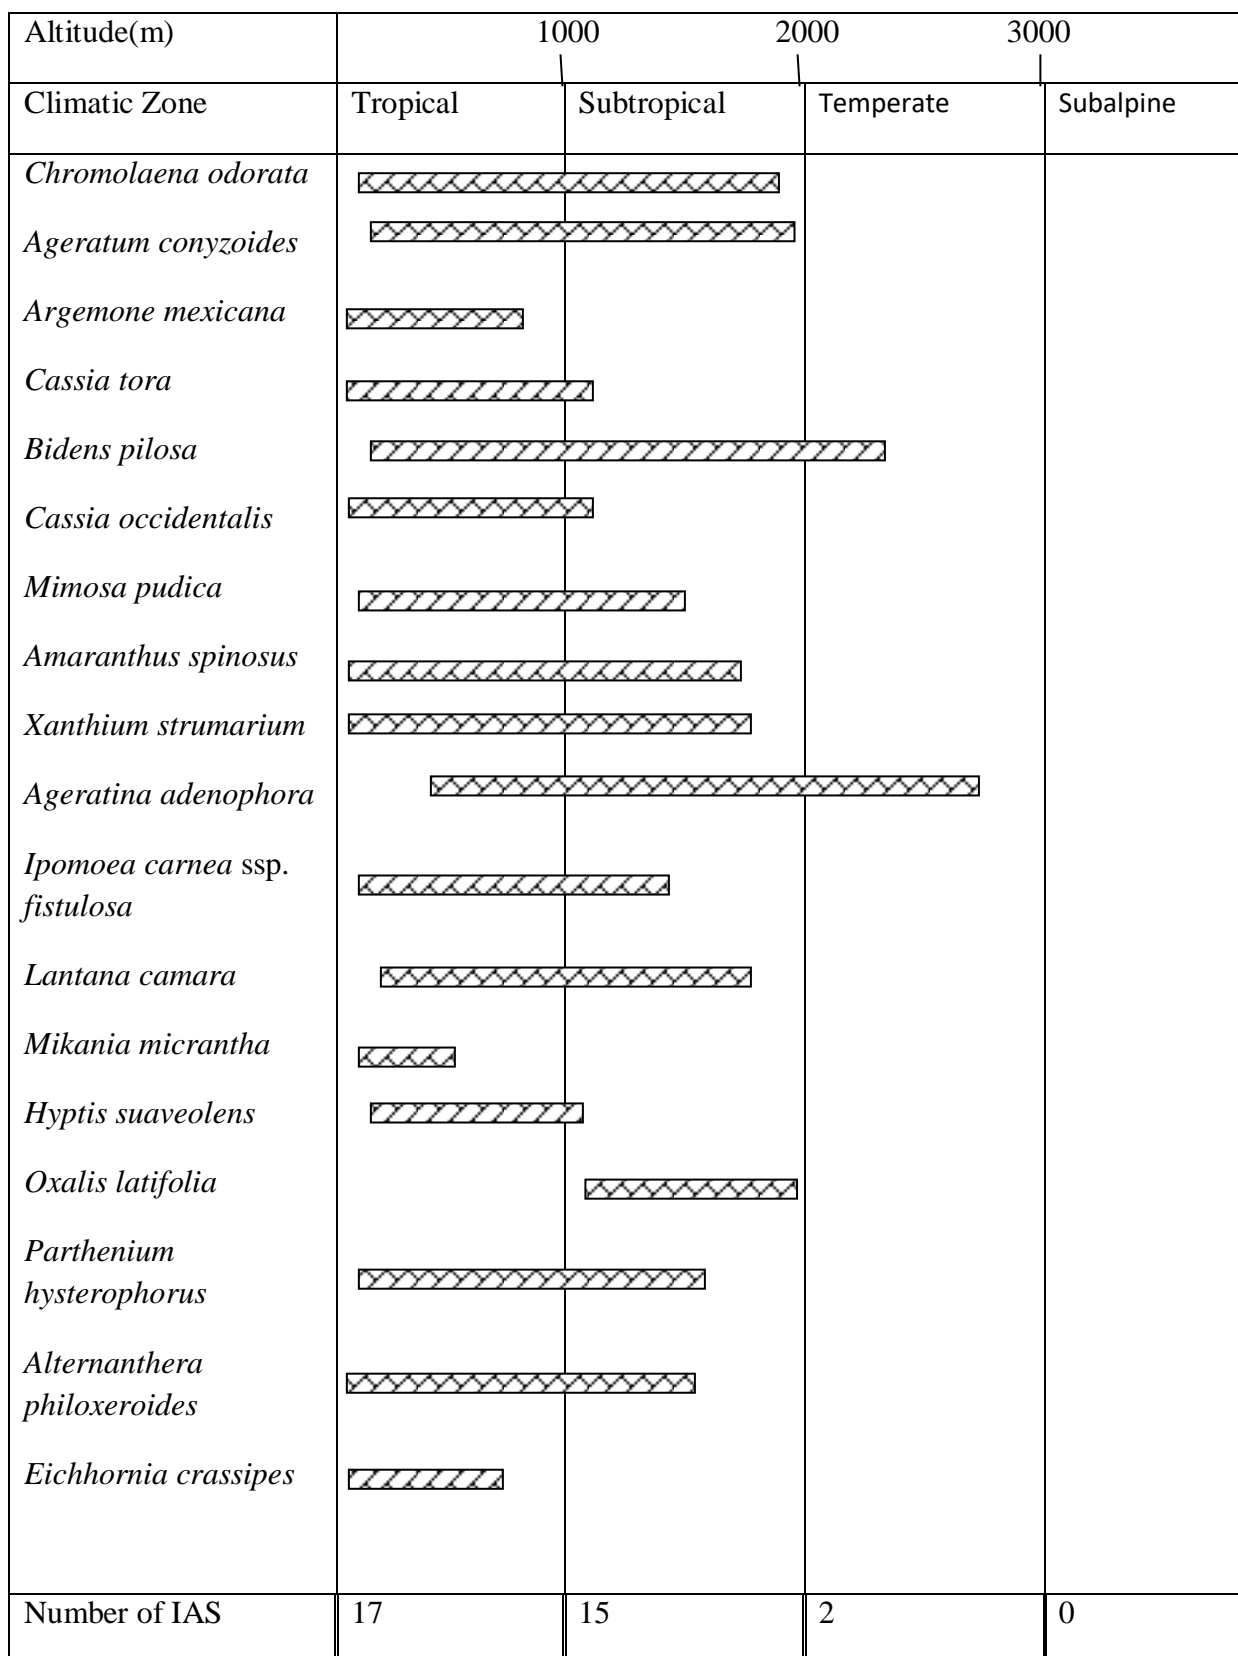 Altitude(m) 1000 2000 3000
Climatic Zone Tropical Subtropical Temperate Subalpine
Chromolaena odorata
Ageratum conyzoides
Argemone mexicana
Cassia tora
Bidens pilosa
Cassia occidentalis
Mimosa pudica
Amaranthus spinosus
Xanthium strumarium
Ageratina adenophora
Ipomoea carnea ssp.
fistulosa
Lantana camara
Mikania micrantha
Hyptis suaveolens
Oxalis latifolia
Parthenium
hysterophorus
Alternanthera
philoxeroides
Eichhornia crassipes
Number of IAS 17 15 2 0